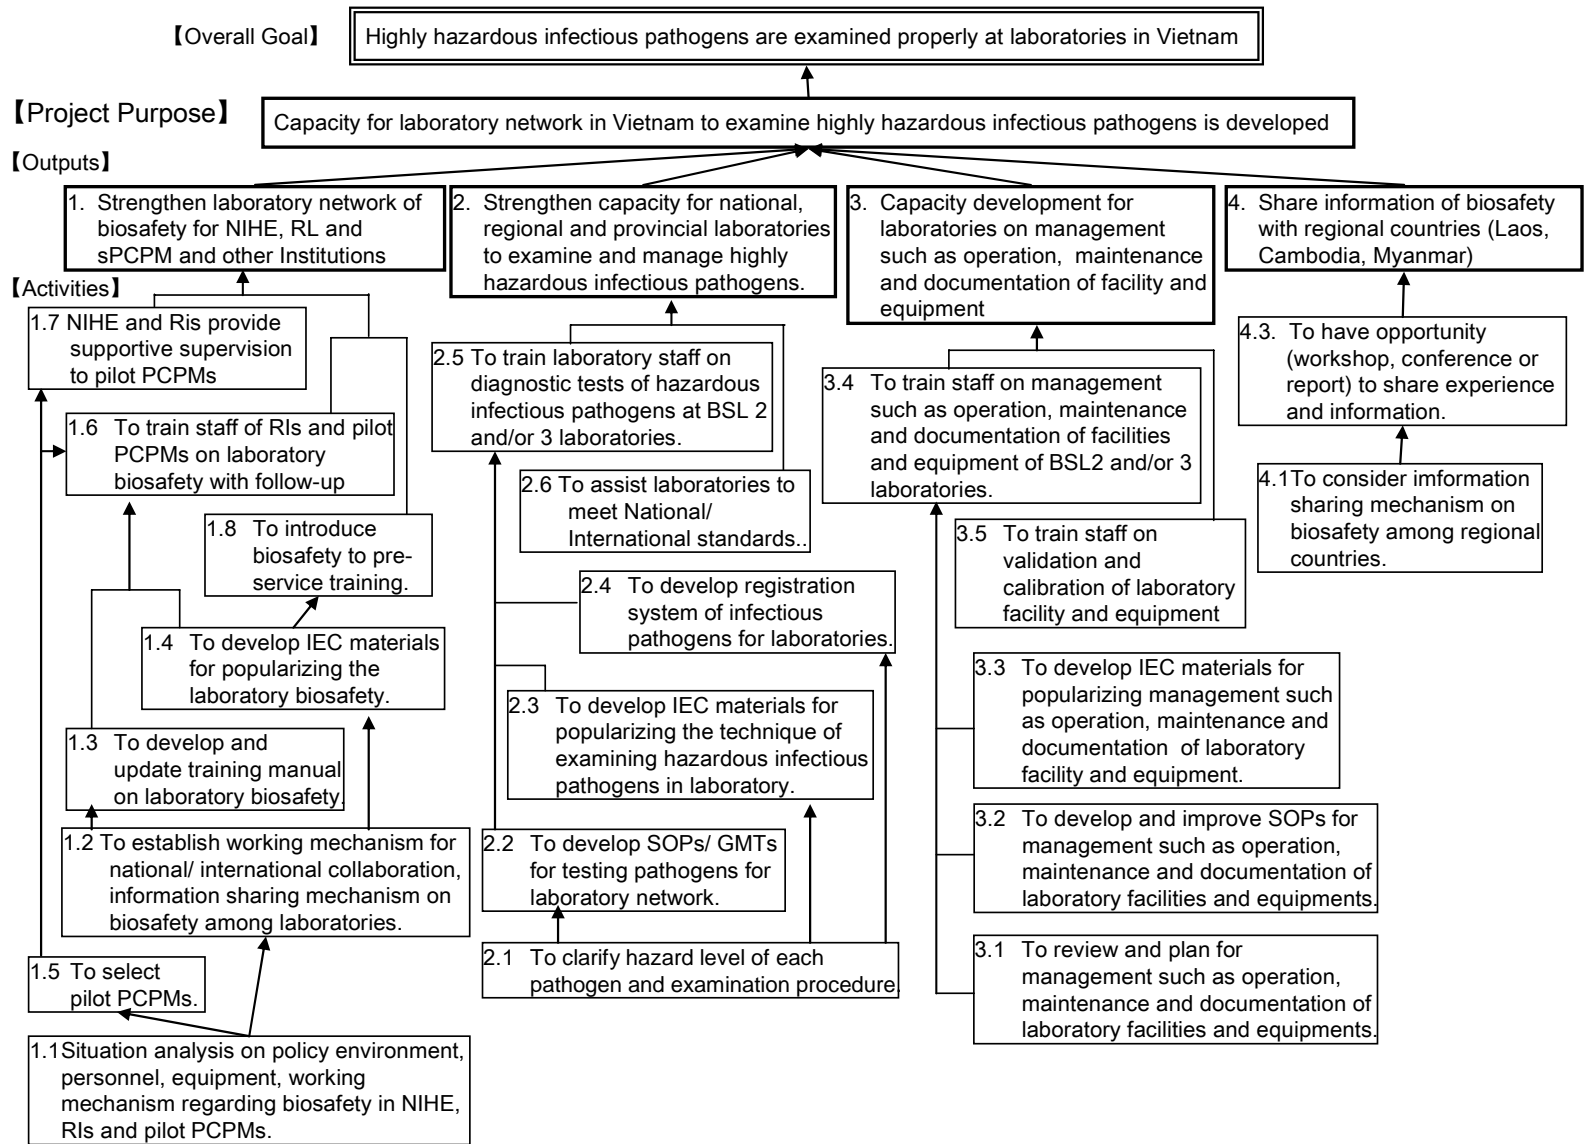 【Overall Goal】
Highly hazardous infectious pathogens are examined properly at laboratories in Vietnam
【Project Purpose】
Capacity for laboratory network in Vietnam to examine highly hazardous infectious pathogens is developed
【Outputs】
1. Strengthen laboratory network of
biosafety for NIHE, RL and
sPCPM and other Institutions
2. Strengthen capacity for national,
regional and provincial laboratories
to examine and manage highly
hazardous infectious pathogens.
3. Capacity development for
laboratories on management
such as operation, maintenance
and documentation of facility and
equipment
4. Share information of biosafety
with regional countries (Laos,
Cambodia, Myanmar)
【Activities】
1.7 NIHE and Ris provide
supportive supervision
to pilot PCPMs
1.6 To train staff of RIs and pilot
PCPMs on laboratory
biosafety with follow-up
1.8 To introduce
biosafety to pre-
service training.
1.4 To develop IEC materials
for popularizing the
laboratory biosafety.
1.3 To develop and
update training manual
on laboratory biosafety.
1.2 To establish working mechanism for
national/ international collaboration,
information sharing mechanism on
biosafety among laboratories.
1.5 To select
pilot PCPMs.
1.1Situation analysis on policy environment,
personnel, equipment, working
mechanism regarding biosafety in NIHE,
RIs and pilot PCPMs.
2.5 To train laboratory staff on
diagnostic tests of hazardous
infectious pathogens at BSL 2
and/or 3 laboratories.
2.6 To assist laboratories to
meet National/
International standards..
2.4 To develop registration
system of infectious
pathogens for laboratories.
2.3 To develop IEC materials for
popularizing the technique of
examining hazardous infectious
pathogens in laboratory.
2.2 To develop SOPs/ GMTs
for testing pathogens for
laboratory network.
2.1 To clarify hazard level of each
pathogen and examination procedure.
3.4 To train staff on management
such as operation, maintenance
and documentation of facilities
and equipment of BSL2 and/or 3
laboratories.
3.5 To train staff on
validation and
calibration of laboratory
facility and equipment
3.3 To develop IEC materials for
popularizing management such
as operation, maintenance and
documentation of laboratory
facility and equipment.
3.2 To develop and improve SOPs for
management such as operation,
maintenance and documentation of
laboratory facilities and equipments.
3.1 To review and plan for
management such as operation,
maintenance and documentation of
laboratory facilities and equipments.
4.3. To have opportunity
(workshop, conference or
report) to share experience
and information.
4.1To consider imformation
sharing mechanism on
biosafety among regional
countries.